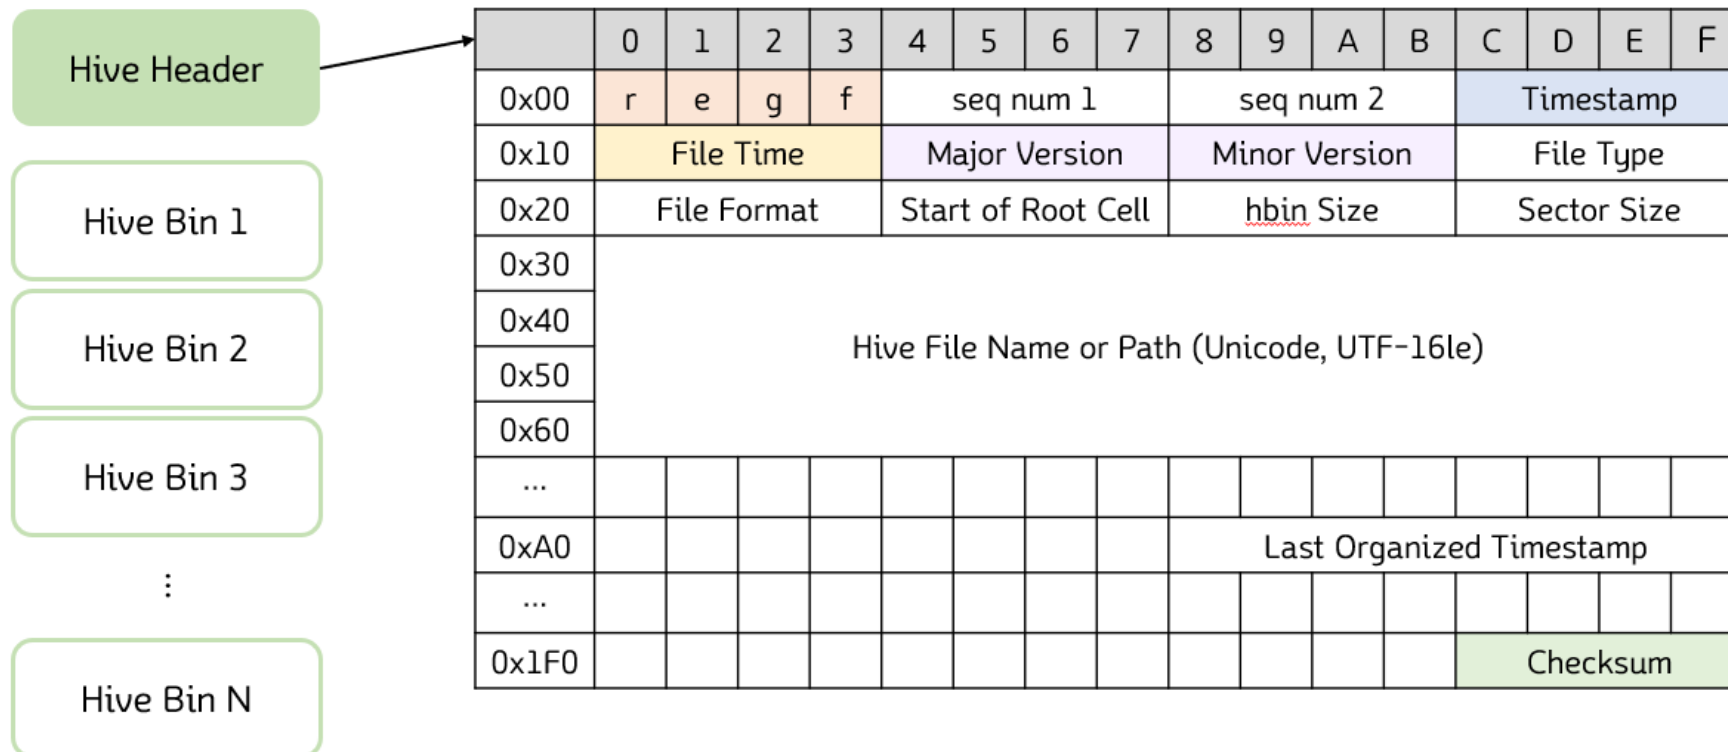 Hive Header
Hive Bin 1
Hive Bin 2
Hive Bin 3
⋮
Hive Bin N
0 1 2 3 4 5 6 7 8 9 A B C D E F
0x00 r e g f seq num 1 seq num 2 Timestamp
0x10 File Time Major Version Minor Version File Type
0x20 File Format Start of Root Cell hbin Size Sector Size
0x30
0x40
Hive File Name or Path (Unicode, UTF-16le)
0x50
0x60
...
0xA0 Last Organized Timestamp
...
0x1F0 Checksum